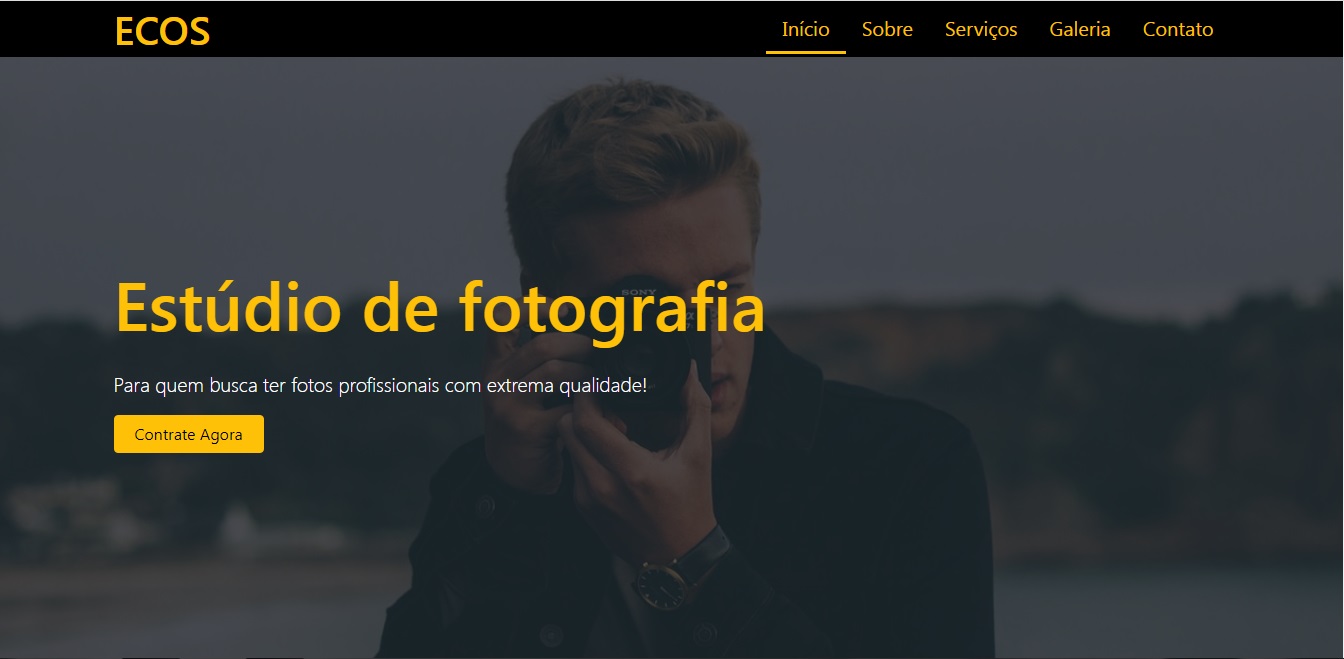 ECOS
Início Sobre Serviços Galeria Contato
SONY
Estúdio de fotografia
Para quem busca ter fotos profissionais com extrema qualidade!
Contrate Agora